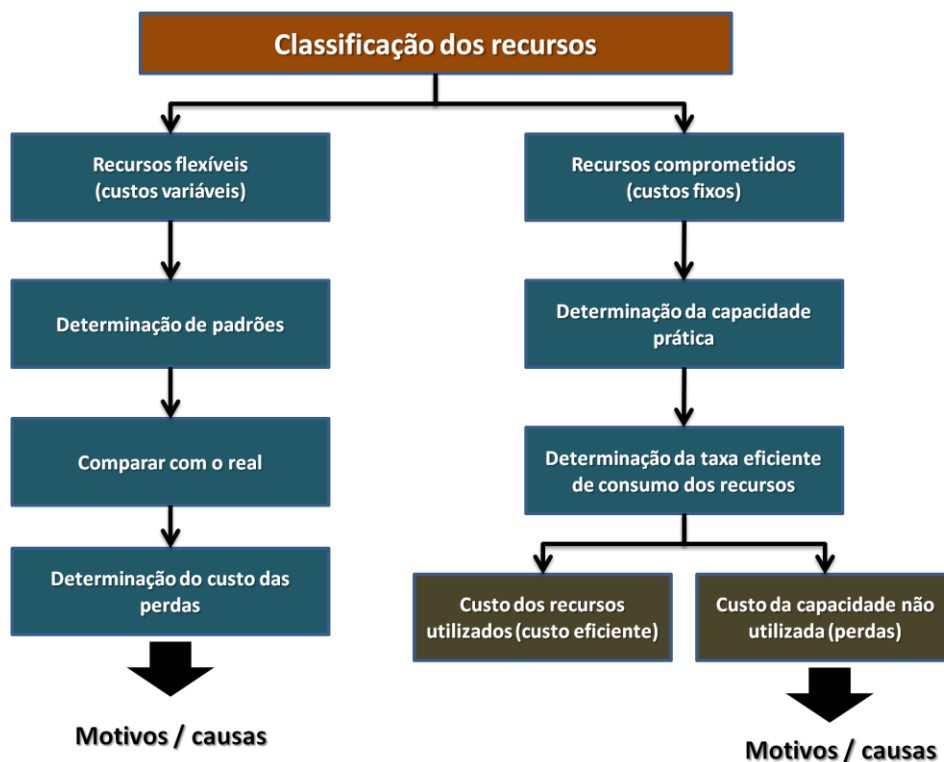 Classificação dos recursos
Recursos flexíveis
(custos variáveis)
Recursos comprometidos
(custos fixos)
Determinação de padrões
Determinação da capacidade
prática
Comparar com o real
Determinação da taxa eficiente
de consumo dos recursos
Determinação do custo das
perdas
Custo dos recursos
utilizados (custo eficiente)
Custo da capacidade não
utilizada (perdas)
Motivos / causas
Motivos / causas